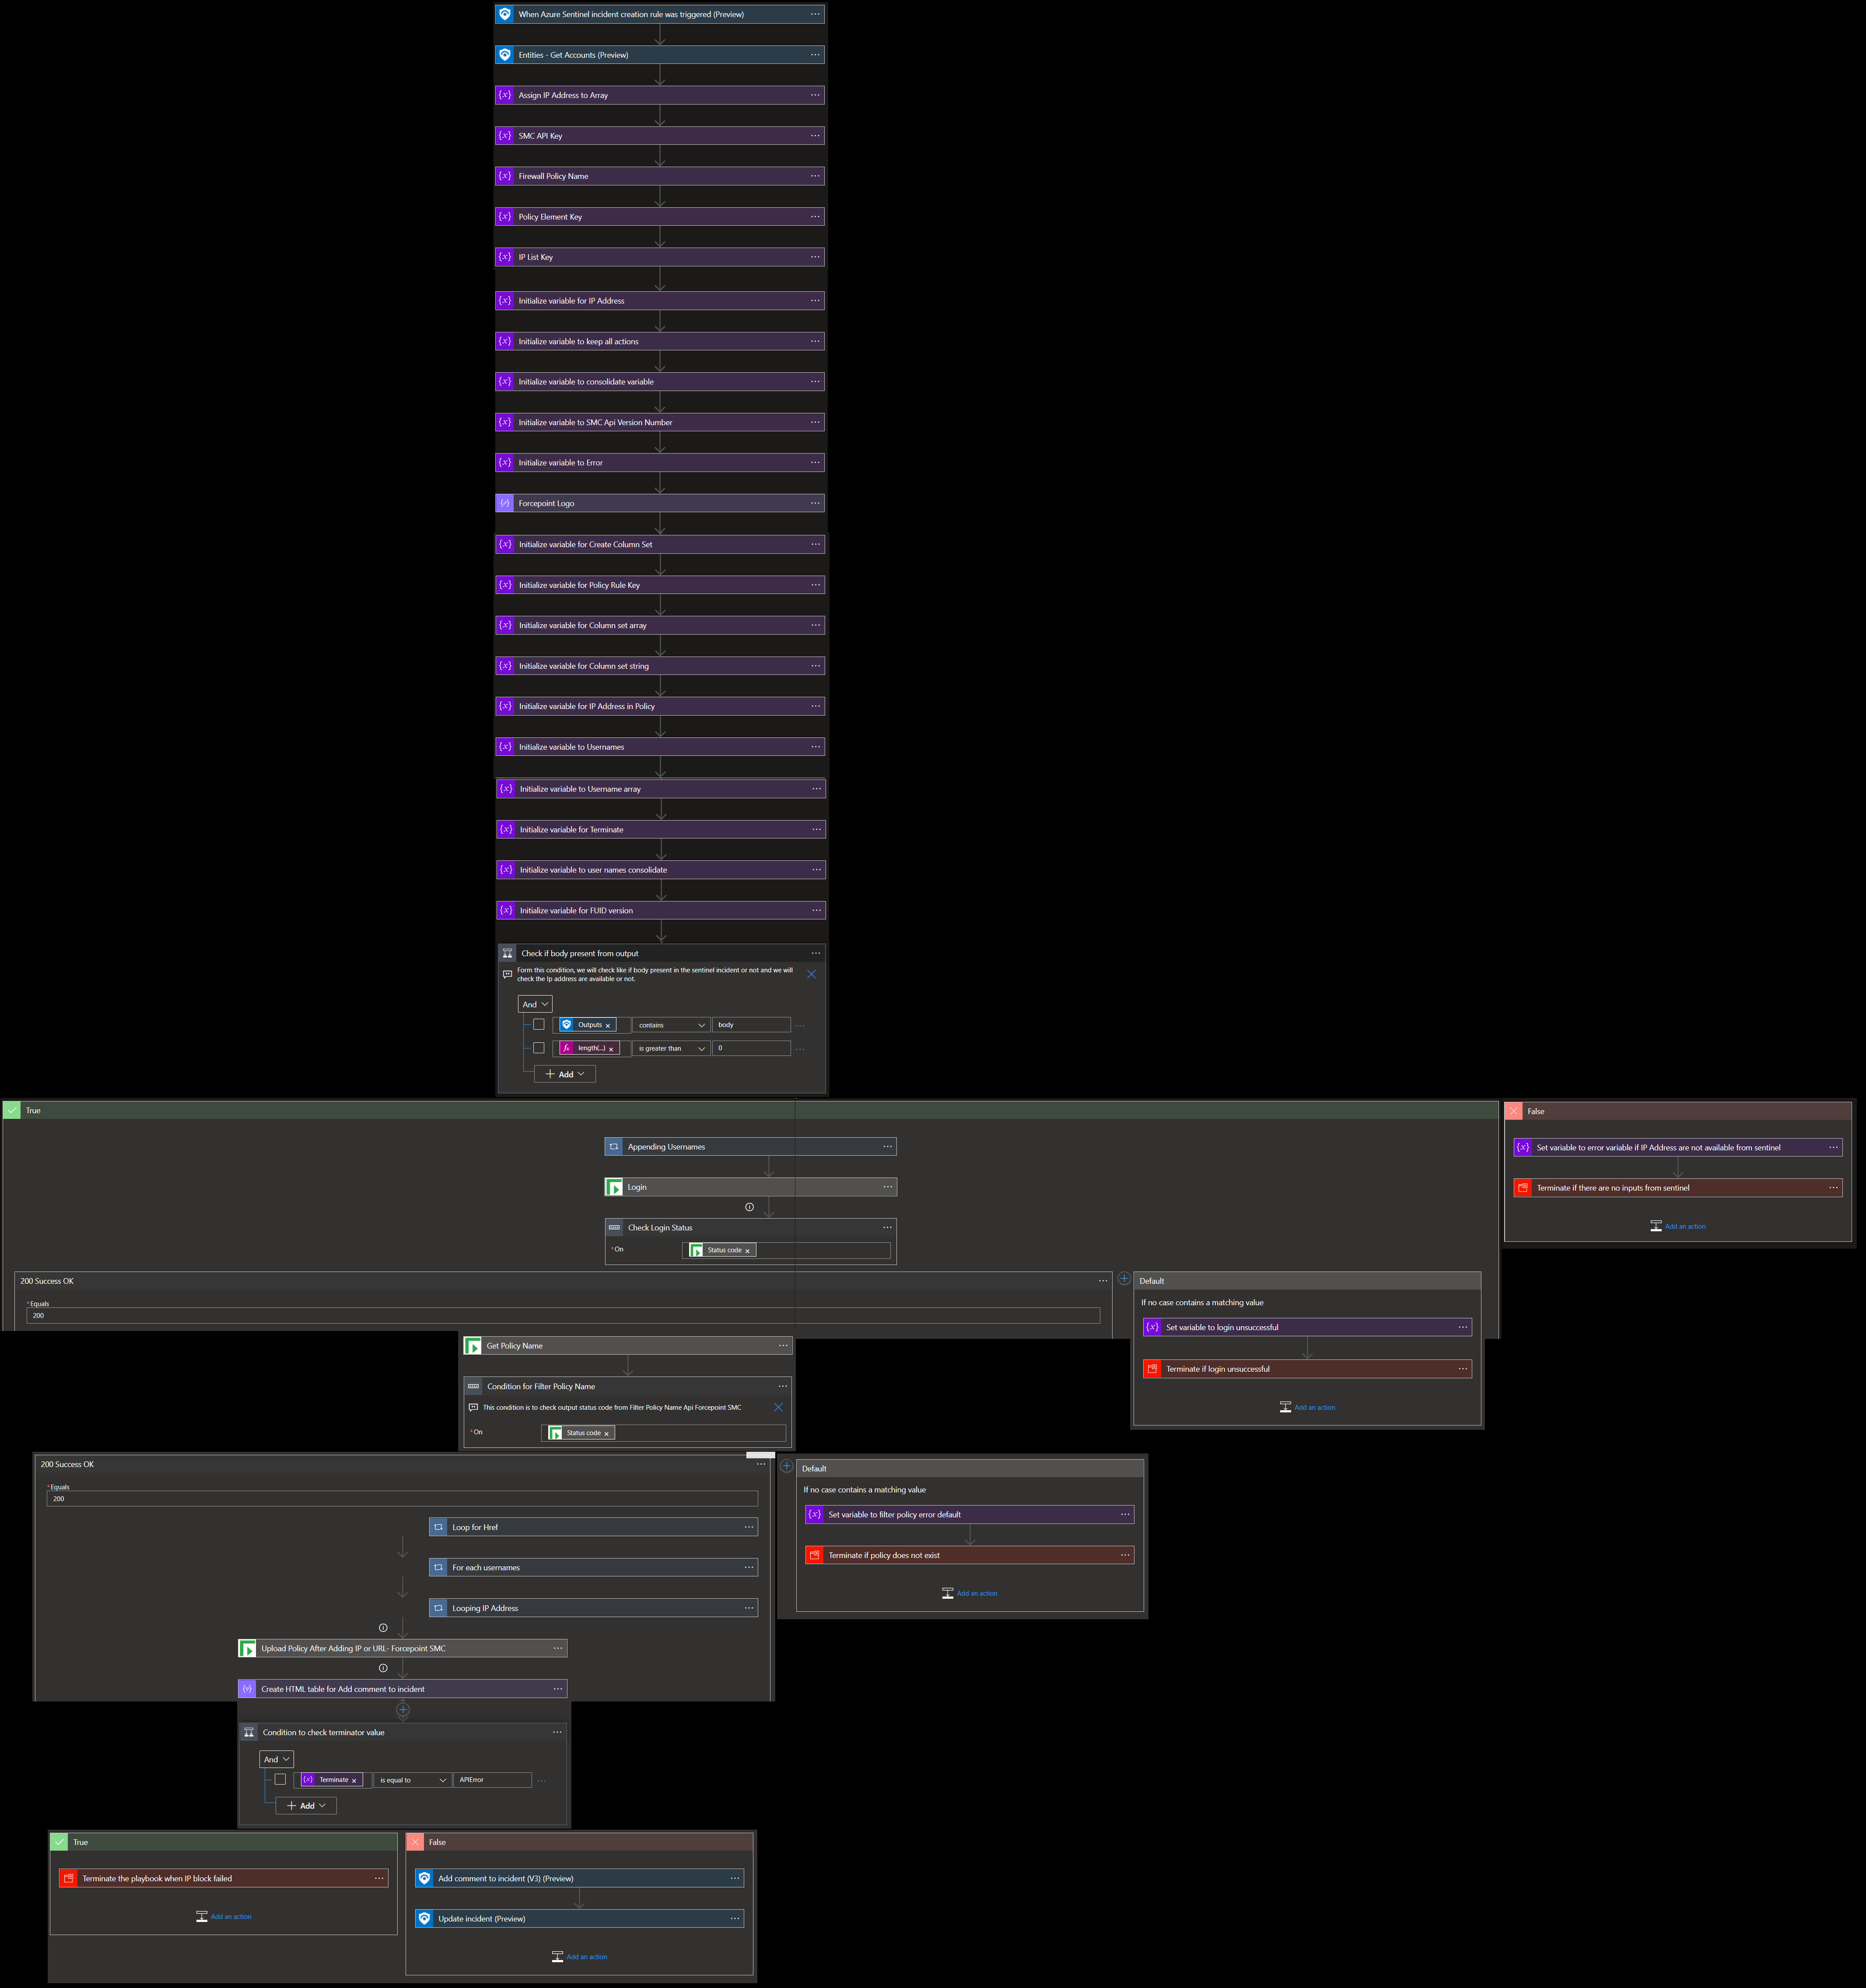 When Azure Sentinel incident creation rule was triggered (Preview)
Entities - Get Accounts (Preview)
Assign IP Address to Array
SMC API Key
Firewall Policy Name
Policy Element Key
IP List Key
Initialize variable for IP Address
Initialize variable to keep all actions
Initialize variable to consolidate variable
Initialize variable to SMC Api Version Number
Initialize variable to Error
Forcepoint Logo
Initialize variable for Create Column Set
Initialize variable for Policy Rule Key
Initialize variable for Column set array
Initialize variable for Column set string
Initialize variable for IP Address in Policy
Initialize variable to Usernames
Initialize variable to Username array
Initialize variable for Terminate
Initialize variable to user names consolidate
Initialize variable for FUID version
Check if body present from output
Form this condition, we will check like if body present in the sentinel incident or not and we will
check the Ip address are available or not.
And
Outputs × contains body
length(...) × is greater than 0
+ Add
True
False
Appending Usernames
Set variable to error variable if IP Address are not available from sentinel
Login
Terminate if there are no inputs from sentinel
Add an action
Check Login Status
*On Status code ×
200 Success OK
*Equals
200
Default
If no case contains a matching value
Set variable to login unsuccessful
Terminate if login unsuccessful
Add an action
Get Policy Name
Condition for Filter Policy Name
This condition is to check output status code from Filter Policy Name Api Forcepoint SMC
*On Status code ×
200 Success OK
*Equals
200
Default
If no case contains a matching value
Set variable to filter policy error default
Terminate if policy does not exist
Add an action
Loop for Href
For each usernames
Looping IP Address
Upload Policy After Adding IP or URL- Forcepoint SMC
Create HTML table for Add comment to incident
Condition to check terminator value
And
Terminate × is equal to APIError
+ Add
True
False
Terminate the playbook when IP block failed
Add an action
Add comment to incident (V3) (Preview)
Update incident (Preview)
Add an action